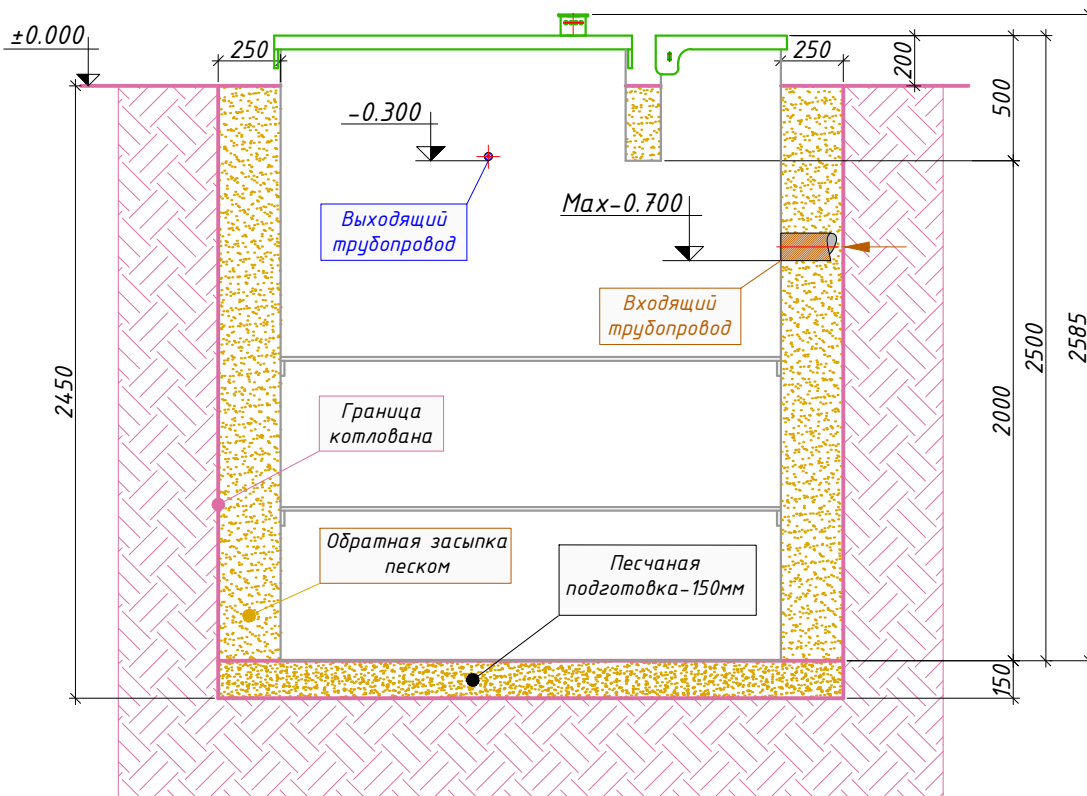 ±0.000
250
250
200
500
-0.300
Выходящий
трубопровод
Max-0.700
Входящий
трубопровод
2585
2500
2450
2000
Граница
котлована
Обратная засыпка
песком
Песчаная
подготовка-150мм
150